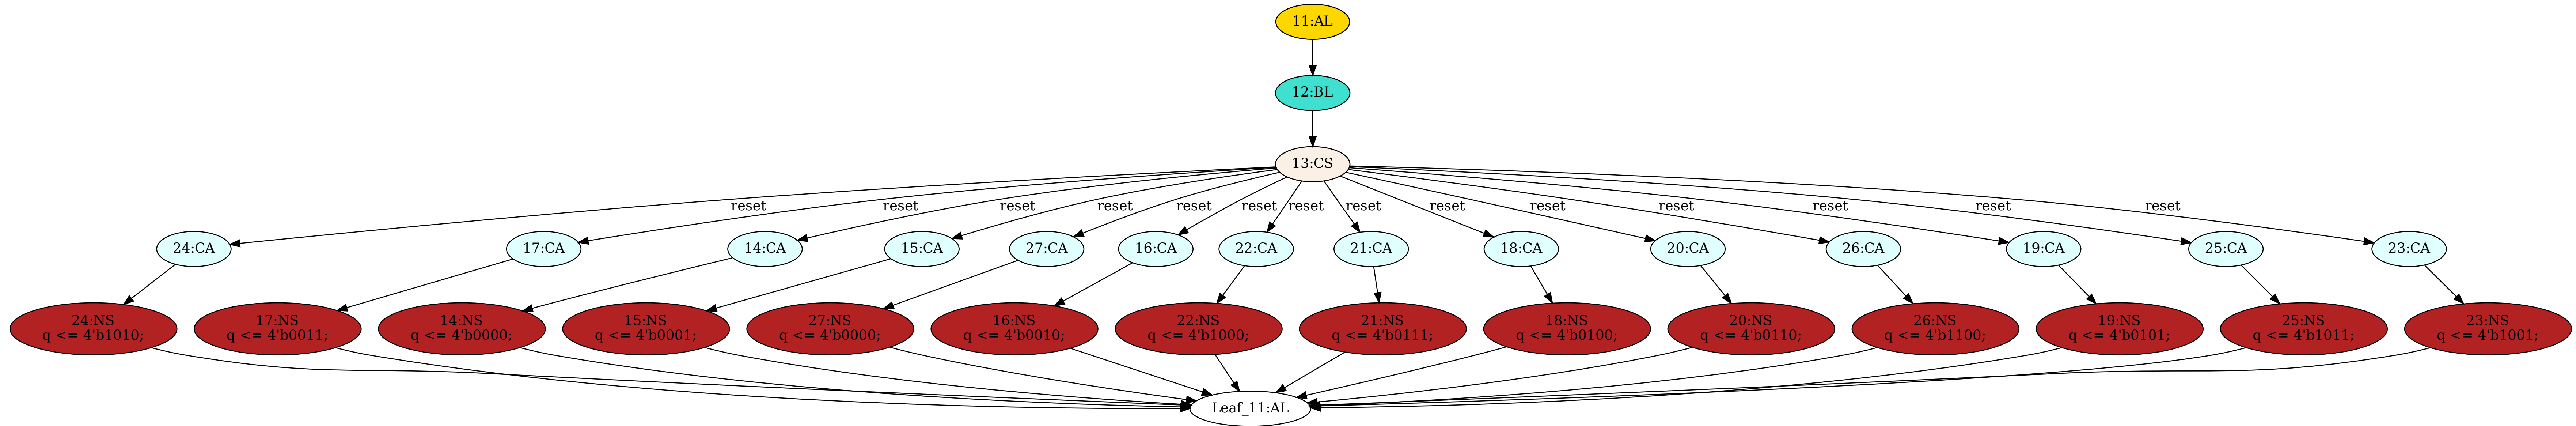 11:AL
12:BL
13:CS
reset reset reset reset reset reset reset reset reset reset reset reset reset reset
24:CA 17:CA 14:CA 15:CA 27:CA 16:CA 22:CA 21:CA 18:CA 20:CA 26:CA 19:CA 25:CA 23:CA
24:NS
q <= 4'b1010;
17:NS
q <= 4'b0011;
14:NS
q <= 4'b0000;
15:NS
q <= 4'b0001;
27:NS
q <= 4'b0000;
16:NS
q <= 4'b0010;
22:NS
q <= 4'b1000;
21:NS
q <= 4'b0111;
18:NS
q <= 4'b0100;
20:NS
q <= 4'b0110;
26:NS
q <= 4'b1100;
19:NS
q <= 4'b0101;
25:NS
q <= 4'b1011;
23:NS
q <= 4'b1001;
Leaf_11:AL